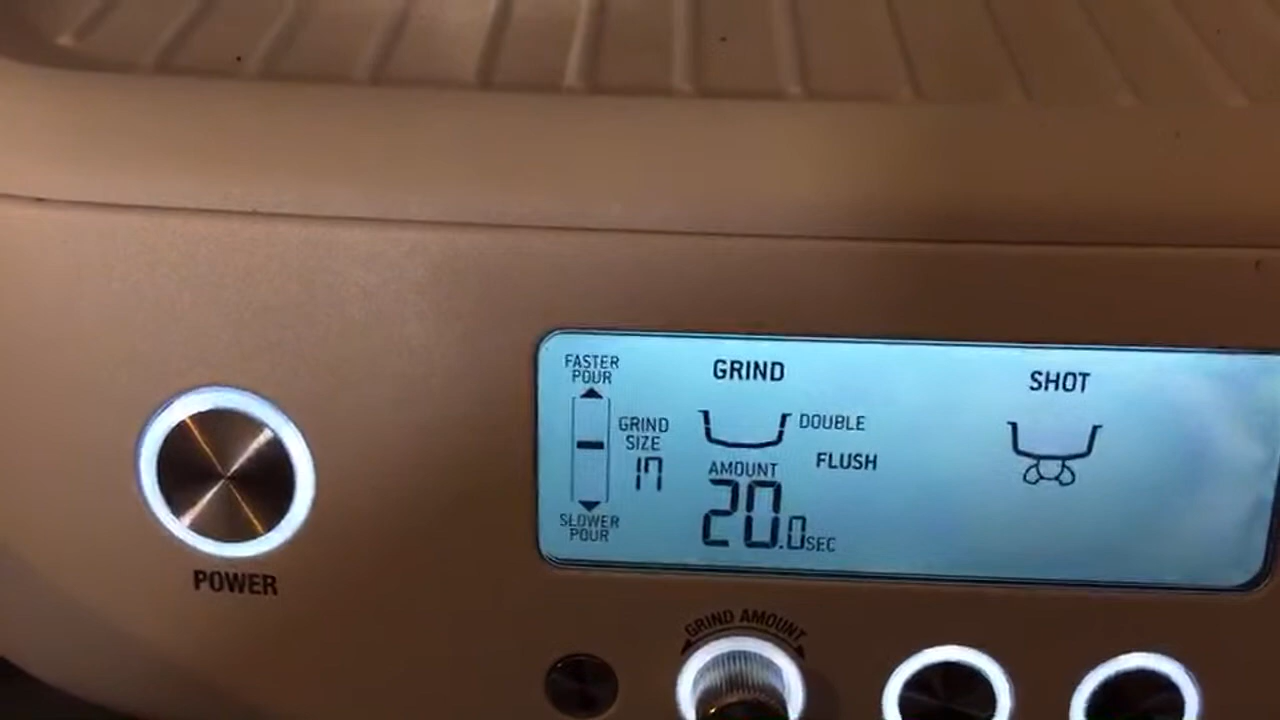 FASTER
POUR
GRIND
SHOT
GRIND
SIZE
17
DOUBLE
FLUSH
AMOUNT
20.0SEC
SLOWER
POUR
POWER
GRIND AMOUNT